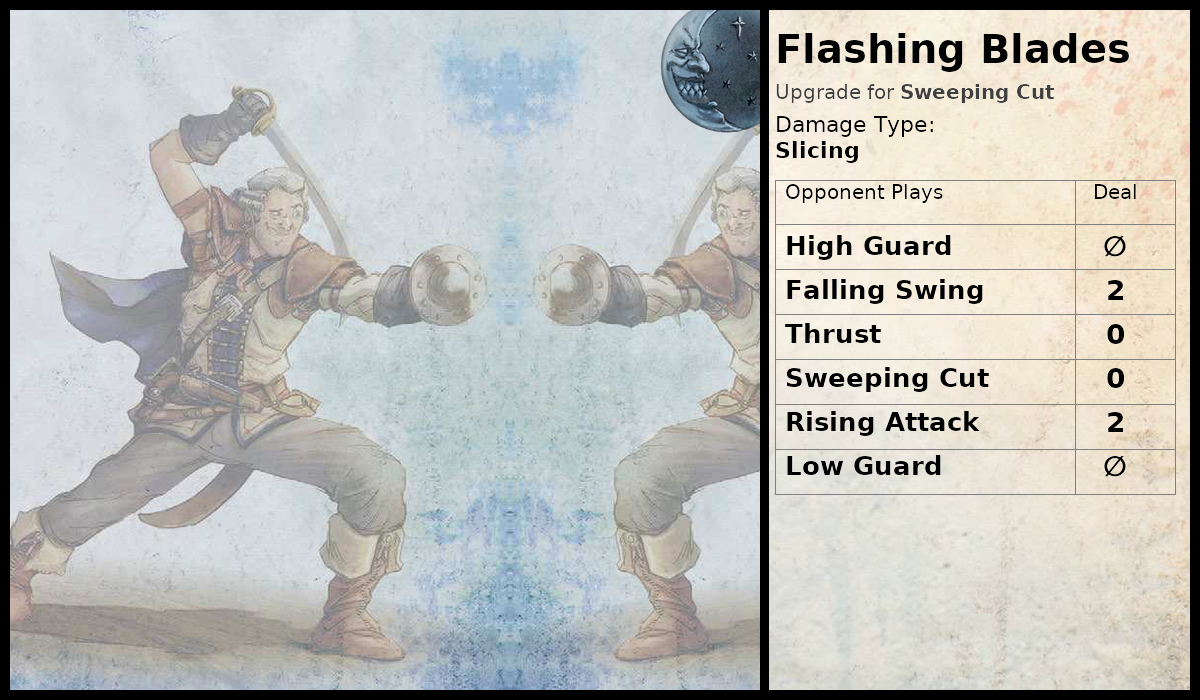 Flashing Blades
Upgrade for Sweeping Cut
Damage Type:
Slicing
Opponent Plays Deal
High Guard ∅
Falling Swing 2
Thrust 0
Sweeping Cut 0
Rising Attack 2
Low Guard ∅